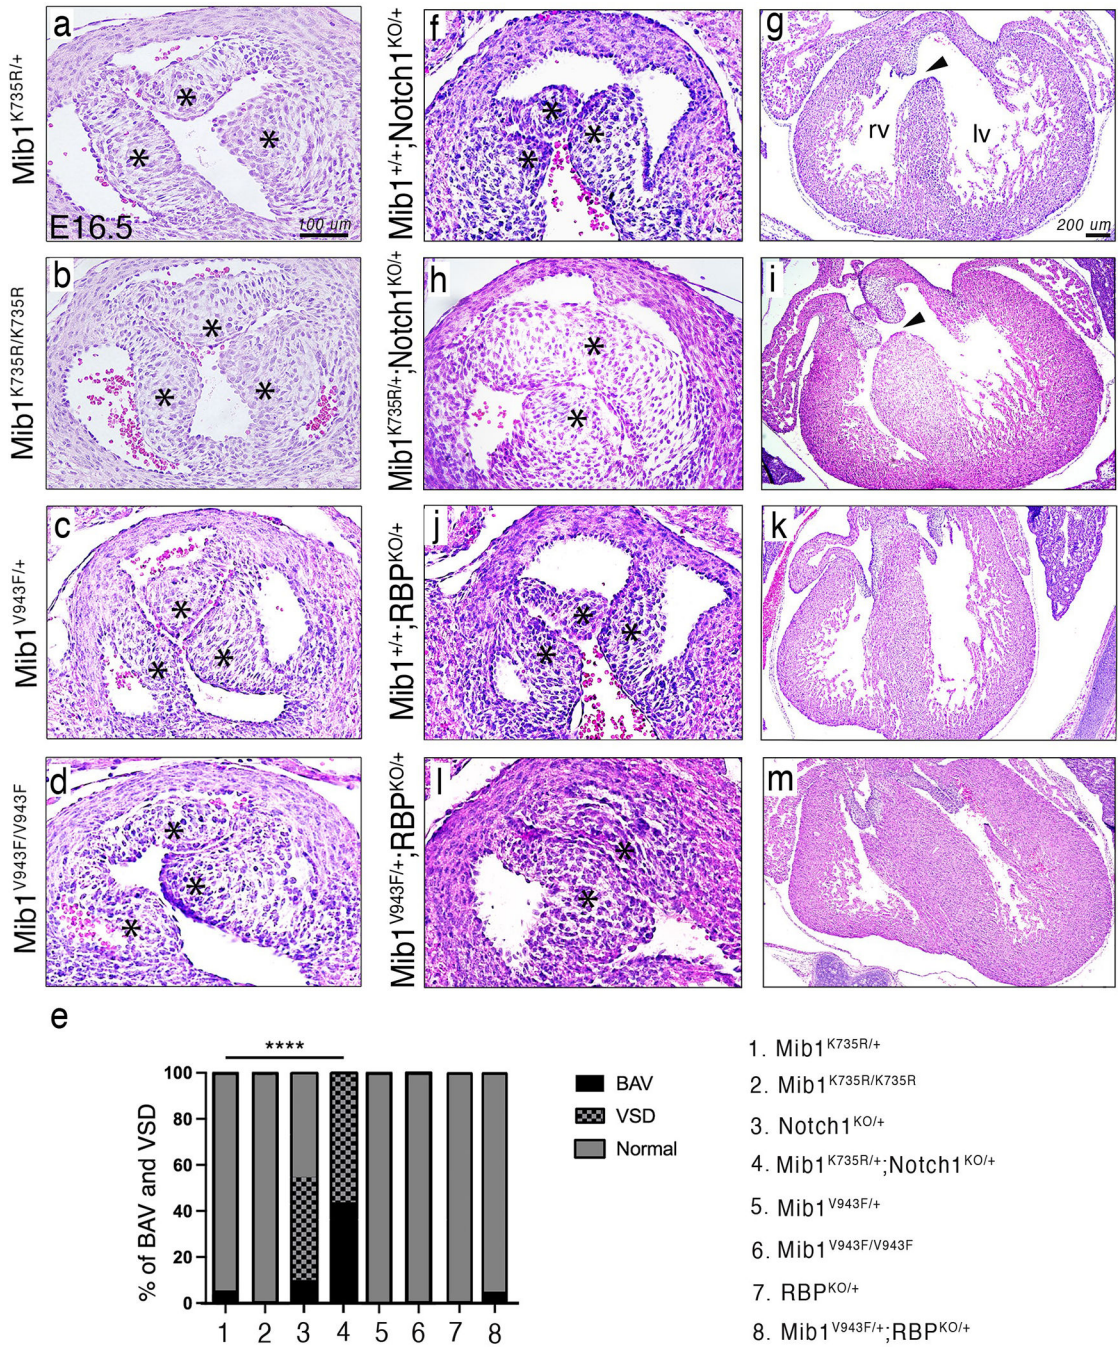 a
Mib1K735R/+
E16.5
100 um
f
Mib1+/+;Notch1KO/+
g
rv
lv
200 um
b
Mib1K735R/K735R
h
Mib1K735R/+;Notch1KO/+
i
c
Mib1V943F/+
j
Mib1+/+;RBPKO/+
k
d
Mib1V943F/V943F
l
Mib1V943F/+;RBPKO/+
m
e
****
% of BAV and VSD
100
80
60
40
20
0
1 2 3 4 5 6 7 8
BAV
VSD
Normal
1. Mib1K735R/+
2. Mib1K735R/K735R
3. Notch1KO/+
4. Mib1K735R/+;Notch1KO/+
5. Mib1V943F/+
6. Mib1V943F/V943F
7. RBPKO/+
8. Mib1V943F/+;RBPKO/+